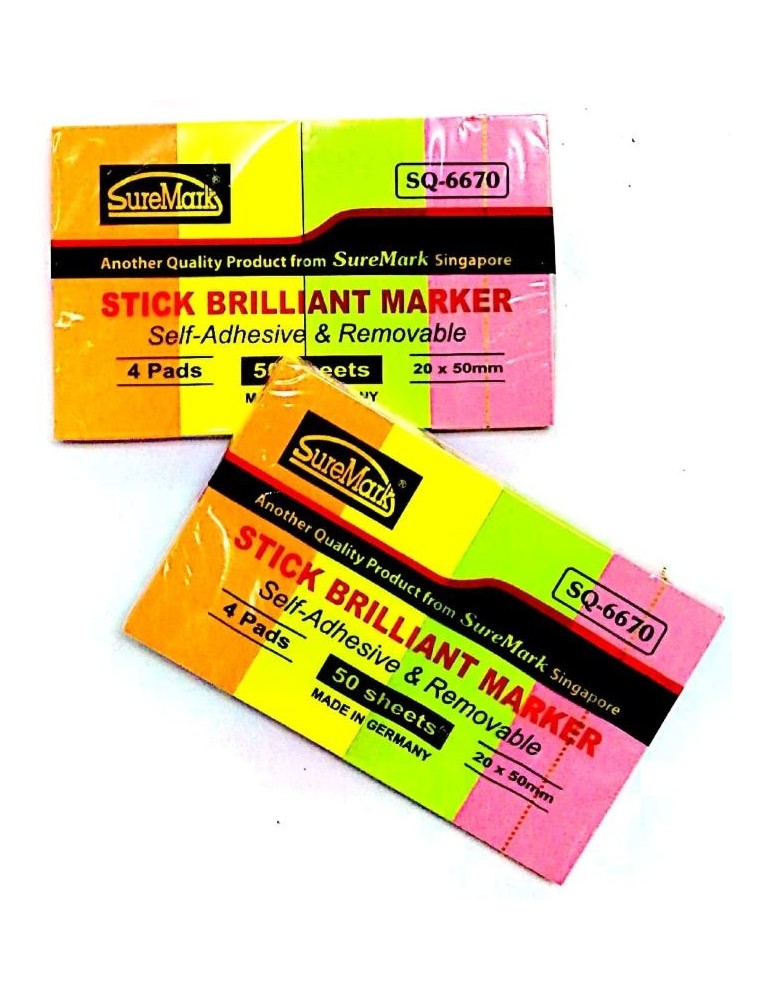 SureMark®
SQ-6670
Another Quality Product from SureMark Singapore
STICK BRILLIANT MARKER
Self-Adhesive & Removable
4 Pads
20 x 50mm
SureMark®
SQ-6670
Another Quality Product from SureMark Singapore
STICK BRILLIANT MARKER
Self-Adhesive & Removable
4 Pads
50 sheets
20 x 50mm
MADE IN GERMANY